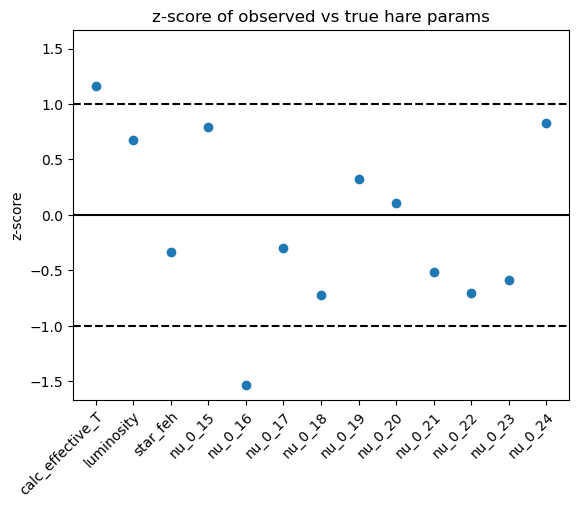 z-score of observed vs true hare params
z-score
1.5
1.0
0.5
0.0
−0.5
−1.0
−1.5
calc_effective_T
luminosity
star_feh
nu_0_15
nu_0_16
nu_0_17
nu_0_18
nu_0_19
nu_0_20
nu_0_21
nu_0_22
nu_0_23
nu_0_24